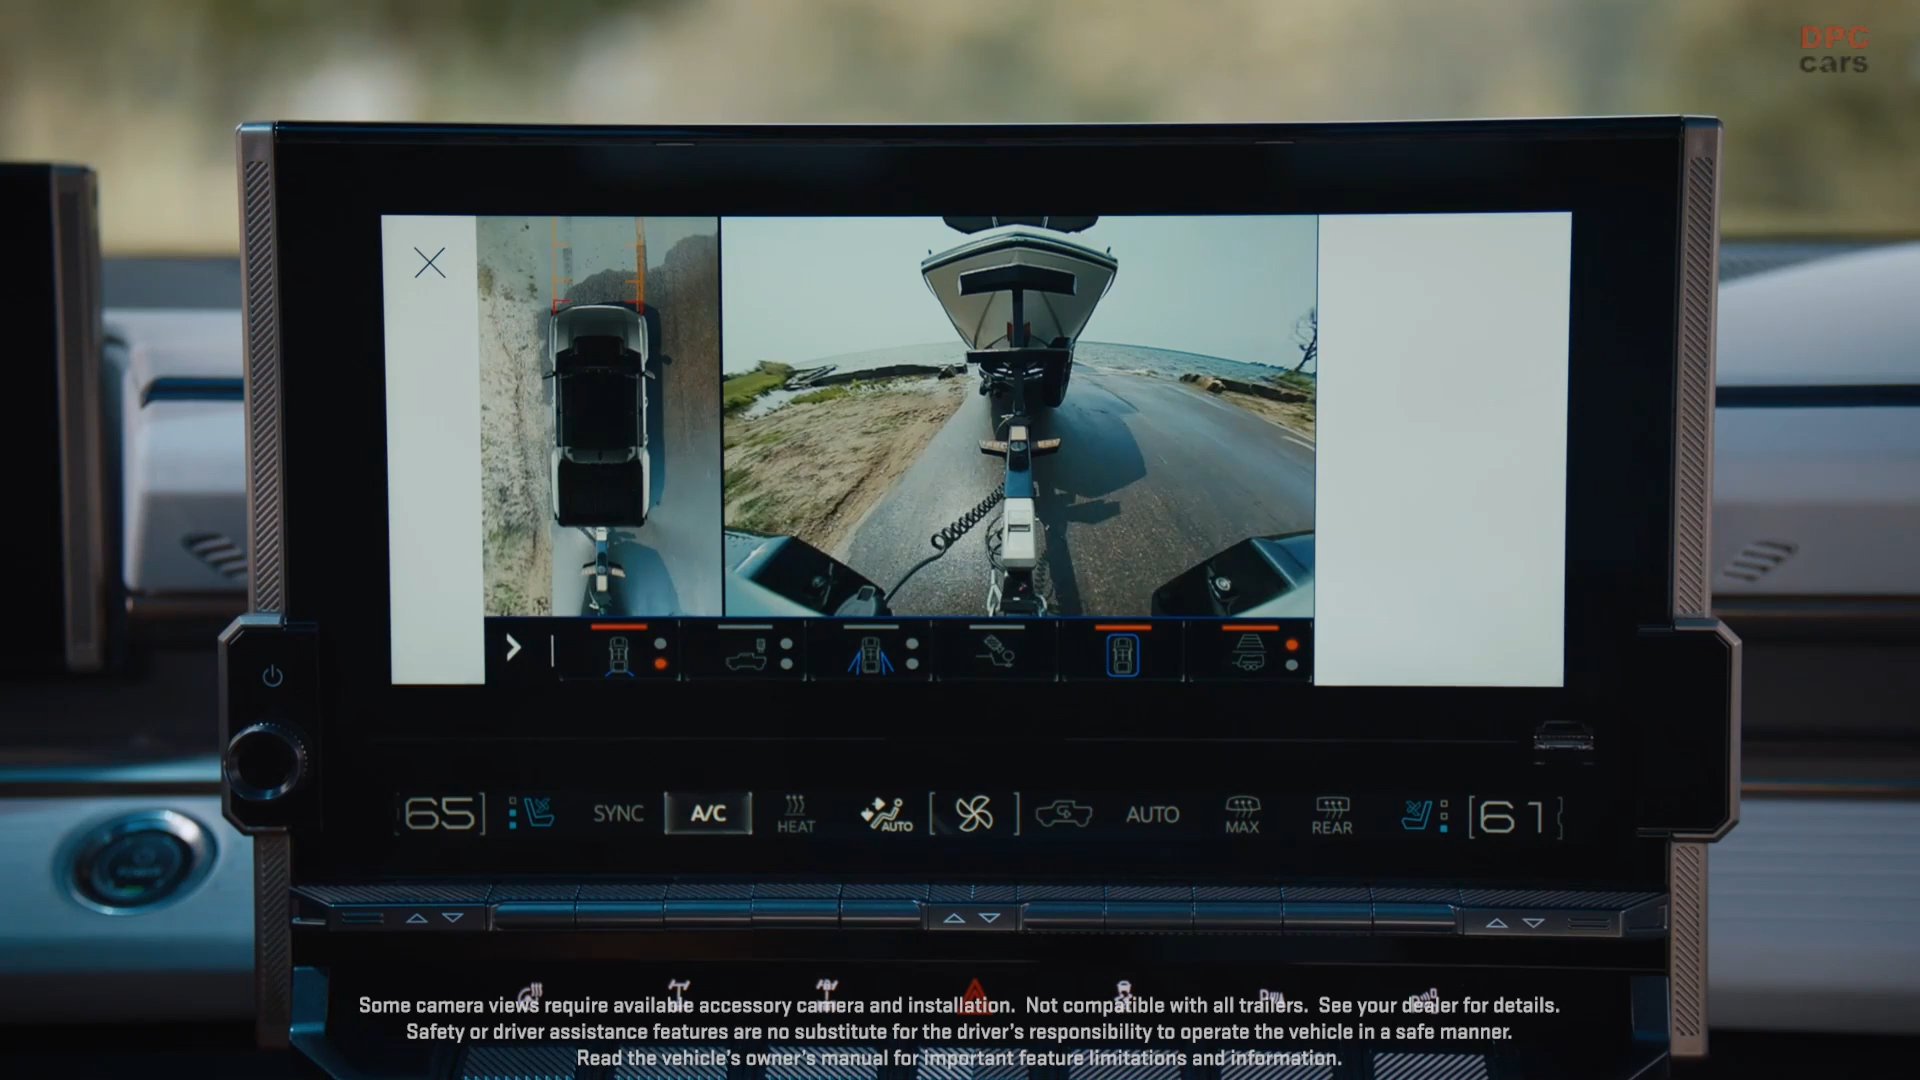 DPC
cars
65
SYNC
A/C
HEAT
AUTO
AUTO
MAX
REAR
61
Some camera views require available accessory camera and installation. Not compatible with all trailers. See your dealer for details.
Safety or driver assistance features are no substitute for the driver's responsibility to operate the vehicle in a safe manner.
Read the vehicle's owner's manual for important feature limitations and information.